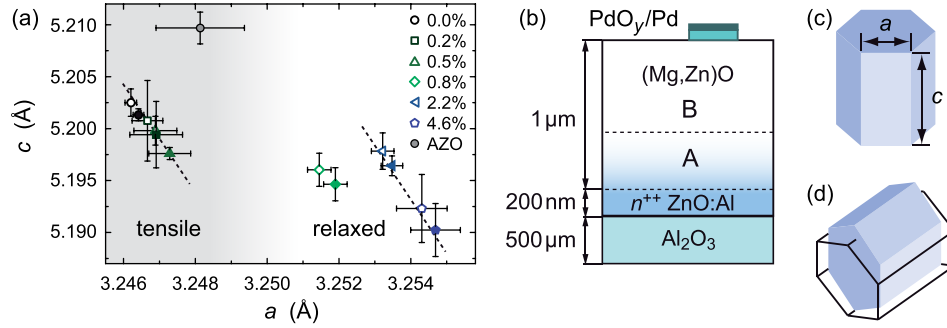 (a)
5.210
5.205
5.200
5.195
5.190
c (Å)
0.0%
0.2%
0.5%
0.8%
2.2%
4.6%
AZO
tensile
relaxed
3.246
3.248
3.250
3.252
3.254
a (Å)
(b)
PdOy/Pd
(Mg,Zn)O
B
A
n++ ZnO:Al
Al2O3
1 µm
200 nm
500 µm
(c)
a
c
(d)